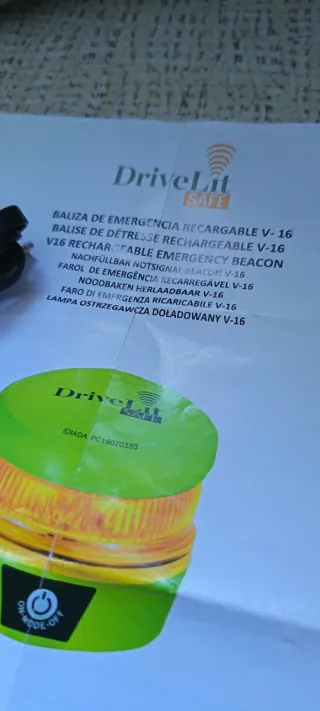 DriveLit
SAFE
BALIZA DE EMERGENCIA RECARGABLE V- 16
BALISE DE DÉTRESSE RECHARGEABLE V-16
V16 RECHARGEABLE EMERGENCY BEACON
NACHFÜLLBAR NOTSIGNAL BEACON V-16
FAROL DE EMERGÊNCIA RECARREGÁVEL V-16
NOODBAKEN HERLAADBAAR V-16
FARO DI EMERGENZA RICARICABILE V-16
LAMPA OSTRZEGAWCZA DOŁADOWANY V-16
DriveLit
SAFE
IDIADA PC19070380
ON-MODE-OFF